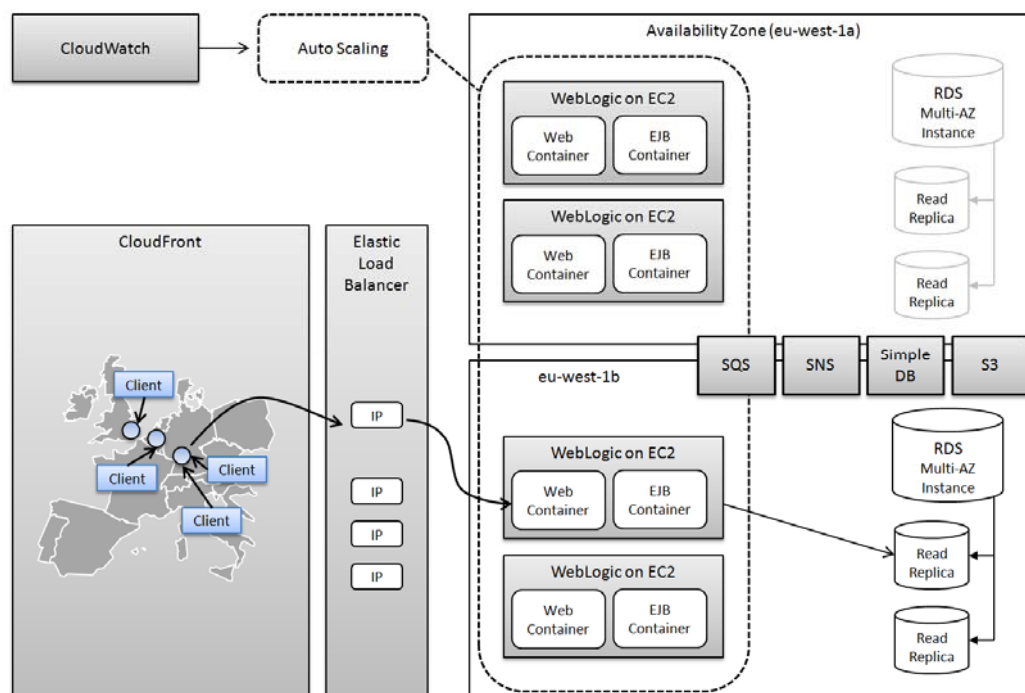 CloudWatch
Auto Scaling
Availability Zone (eu-west-1a)
WebLogic on EC2
Web
Container
EJB
Container
WebLogic on EC2
Web
Container
EJB
Container
RDS
Multi-AZ
Instance
Read
Replica
Read
Replica
CloudFront
Client
Client
Client
Client
Elastic
Load
Balancer
IP
IP
IP
IP
SQS
SNS
Simple
DB
S3
eu-west-1b
WebLogic on EC2
Web
Container
EJB
Container
WebLogic on EC2
Web
Container
EJB
Container
RDS
Multi-AZ
Instance
Read
Replica
Read
Replica